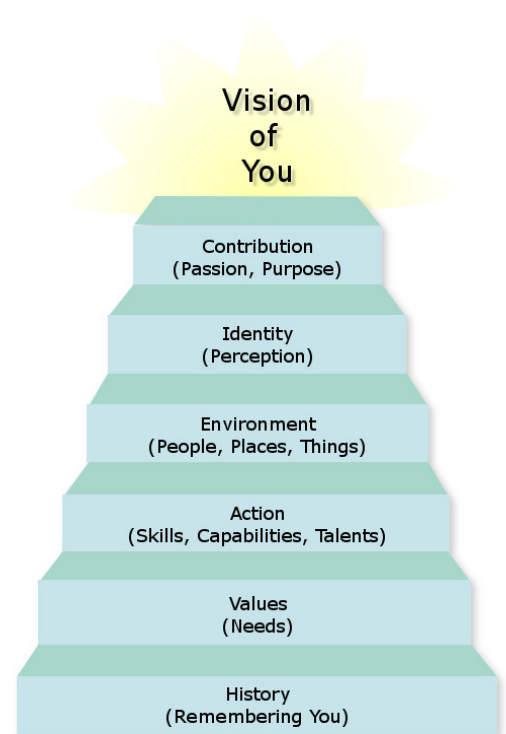 Vision
of
You
Contribution
(Passion, Purpose)
Identity
(Perception)
Environment
(People, Places, Things)
Action
(Skills, Capabilities, Talents)
Values
(Needs)
History
(Remembering You)